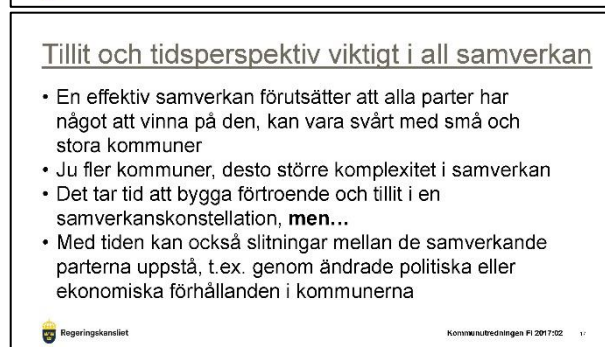 Tillit och tidsperspektiv viktigt i all samverkan
• En effektiv samverkan förutsätter att alla parter har
något att vinna på den, kan vara svårt med små och
stora kommuner
• Ju fler kommuner, desto större komplexitet i samverkan
• Det tar tid att bygga förtroende och tillit i en
samverkanskonstellation, men...
• Med tiden kan också slitningar mellan de samverkande
parterna uppstå, t.ex. genom ändrade politiska eller
ekonomiska förhållanden i kommunerna
Regeringskansliet
Kommunutredningen Fi 2017:02